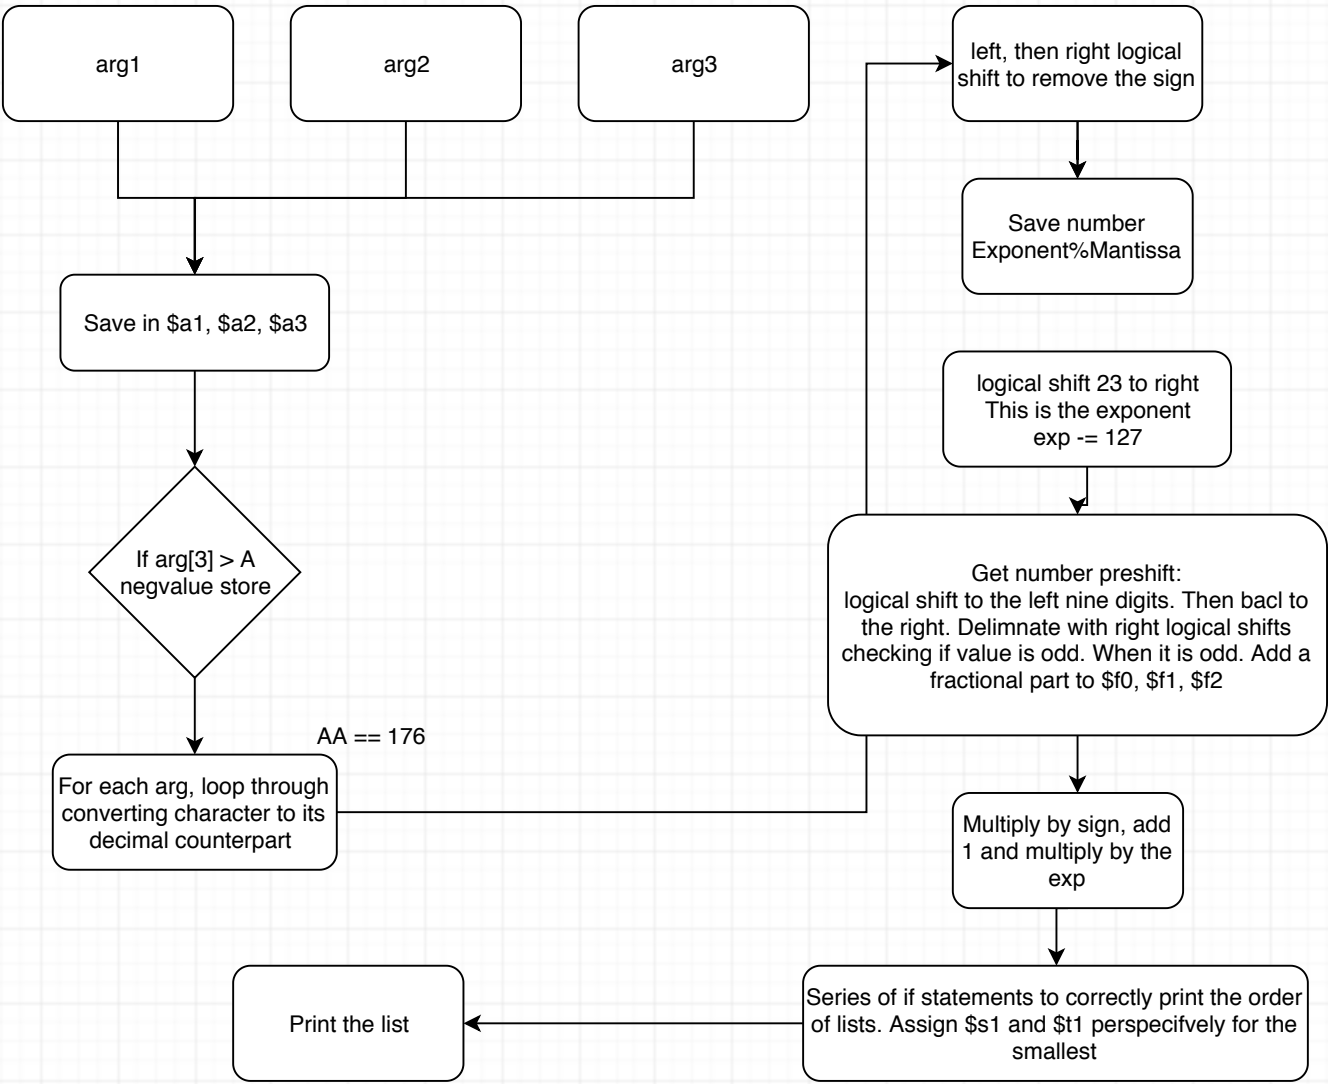 arg1
arg2
arg3
Save in $a1, $a2, $a3
If arg[3] > A
negvalue store
AA == 176
For each arg, loop through
converting character to its
decimal counterpart
left, then right logical
shift to remove the sign
Save number
Exponent%Mantissa
logical shift 23 to right
This is the exponent
exp -= 127
Get number preshift:
logical shift to the left nine digits. Then bacl to
the right. Delimnate with right logical shifts
checking if value is odd. When it is odd. Add a
fractional part to $f0, $f1, $f2
Multiply by sign, add
1 and multiply by the
exp
Series of if statements to correctly print the order
of lists. Assign $s1 and $t1 perspecifvely for the
smallest
Print the list